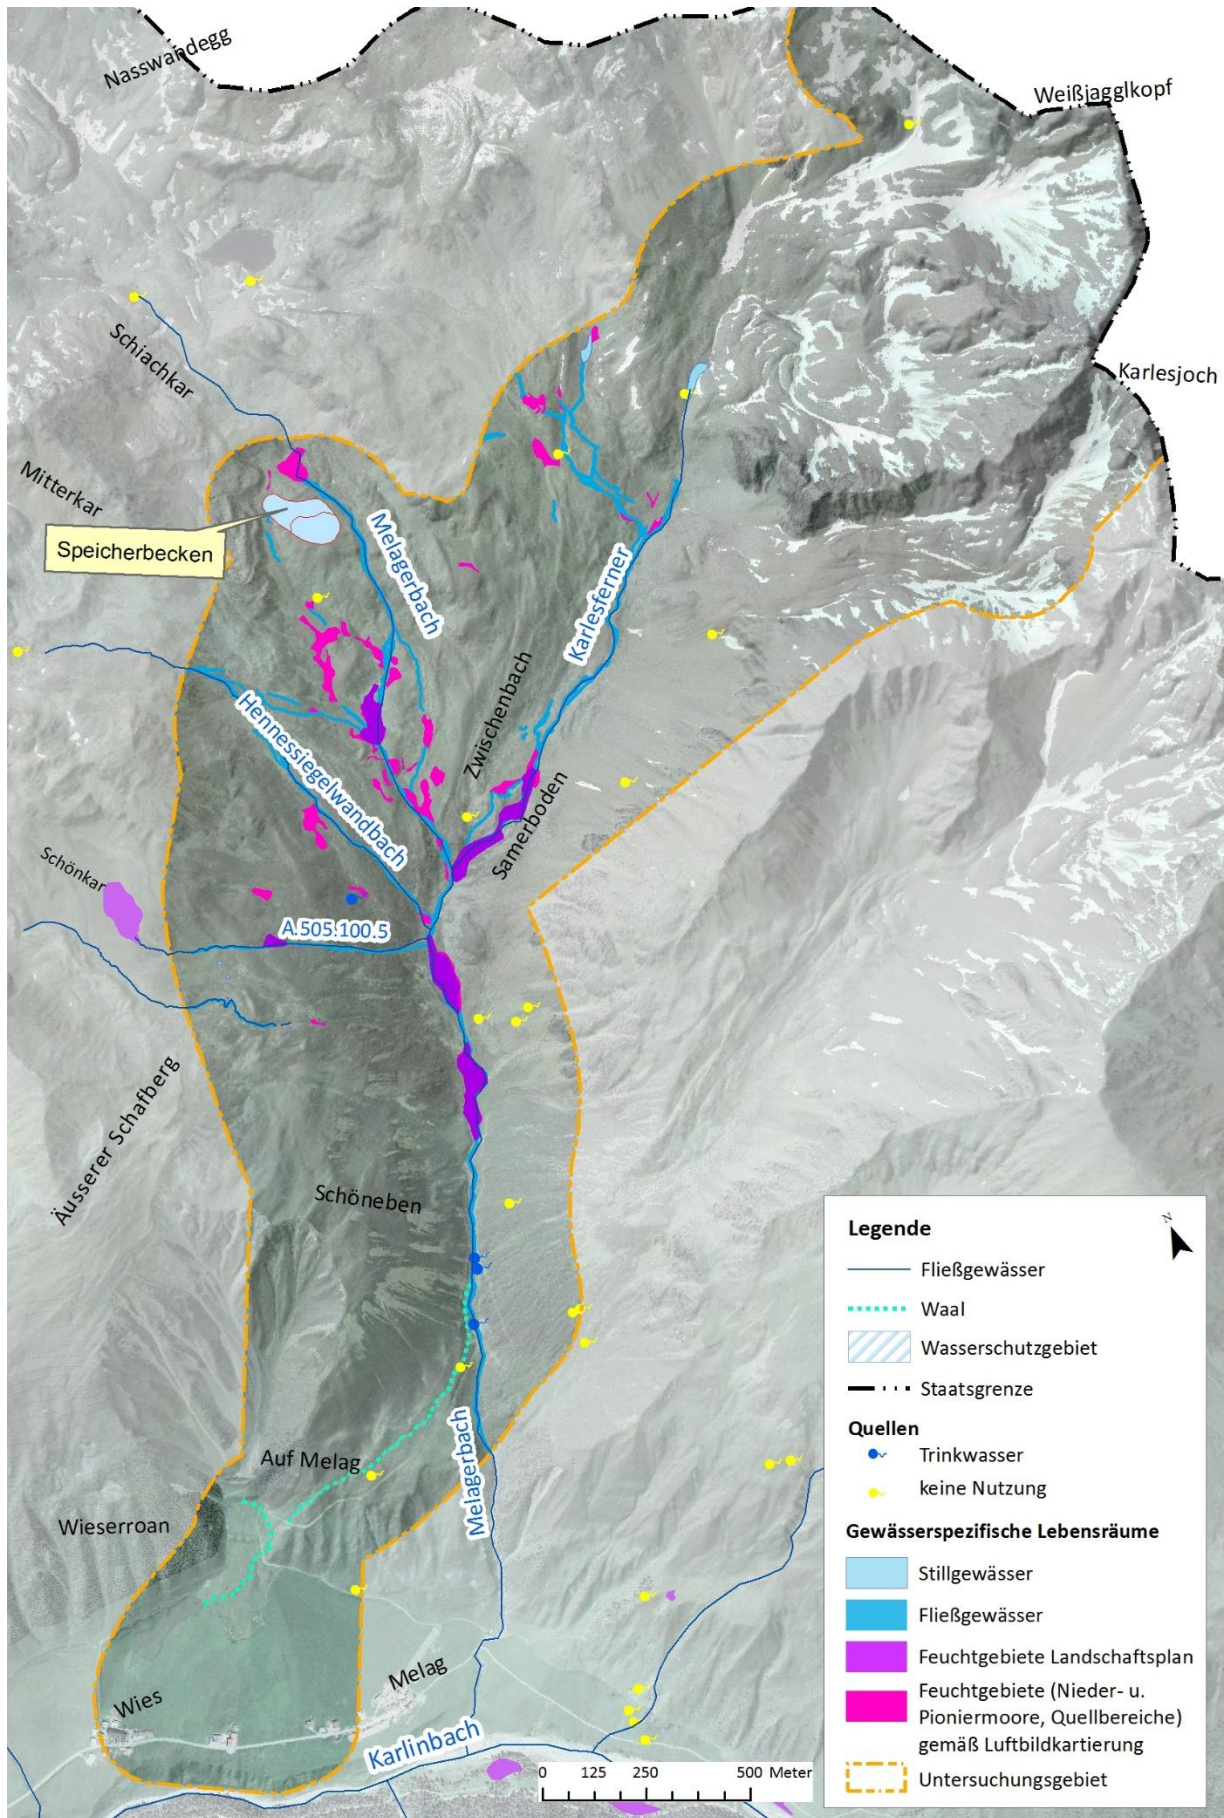 Nasswandegg
Weißjagglkopf
Karlesjoch
Schiachkar
Mitterkar
Speicherbecken
Melagerbach
Karlesferner
Zwischenbach
Hennessiegelwandbach
Samerboden
Schönkar
A.505.100.5
Äusserer Schafberg
Schöneben
Auf Melag
Melagerbach
Wieserroan
Wies
Melag
Karlinbach
0 125 250 500 Meter
N
Legende
Fließgewässer
Waal
Wasserschutzgebiet
Staatsgrenze
Quellen
Trinkwasser
keine Nutzung
Gewässerspezifische Lebensräume
Stillgewässer
Fließgewässer
Feuchtgebiete Landschaftsplan
Feuchtgebiete (Nieder- u.
Pioniermoore, Quellbereiche)
gemäß Luftbildkartierung
Untersuchungsgebiet